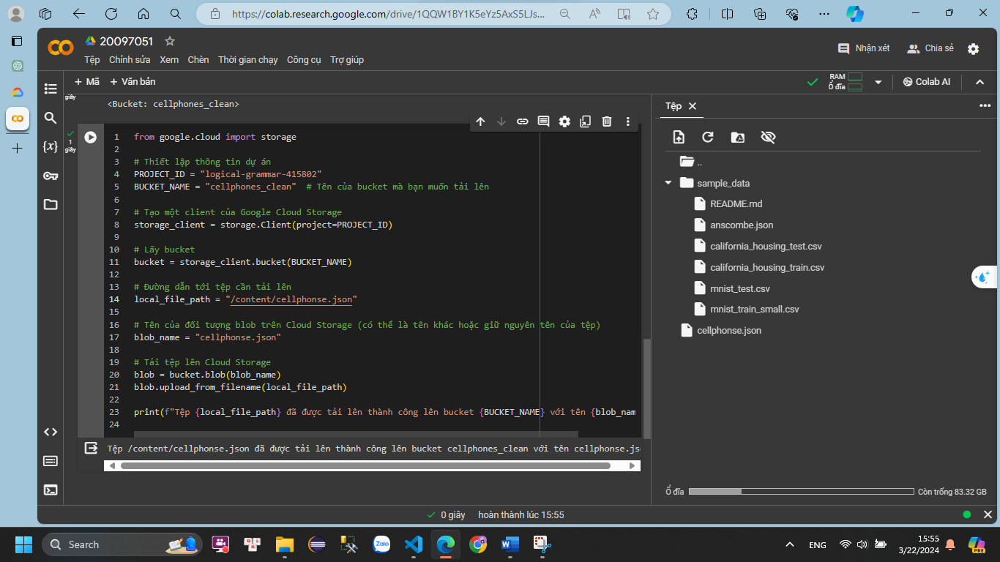 https://colab.research.google.com/drive/1QQW1BY1K5eYz5AxS5LJs...
20097051
Tệp Chỉnh sửa Xem Chèn Thời gian chạy Công cụ Trợ giúp
Nhận xét
Chia sẻ
+ Mã + Văn bản
RAM
Ổ đĩa
Colab AI
giây
<Bucket: cellphones_clean>
1
giây
1 from google.cloud import storage
2
3 # Thiết lập thông tin dự án
4 PROJECT_ID = "logical-grammar-415802"
5 BUCKET_NAME = "cellphones_clean" # Tên của bucket mà bạn muốn tải lên
6
7 # Tạo một client của Google Cloud Storage
8 storage_client = storage.Client(project=PROJECT_ID)
9
10 # Lấy bucket
11 bucket = storage_client.bucket(BUCKET_NAME)
12
13 # Đường dẫn tới tệp cần tải lên
14 local_file_path = "/content/cellphonse.json"
15
16 # Tên của đối tượng blob trên Cloud Storage (có thể là tên khác hoặc giữ nguyên tên của tệp)
17 blob_name = "cellphonse.json"
18
19 # Tải tệp lên Cloud Storage
20 blob = bucket.blob(blob_name)
21 blob.upload_from_filename(local_file_path)
22
23 print(f"Tệp {local_file_path} đã được tải lên thành công lên bucket {BUCKET_NAME} với tên {blob_nam
24
Tệp /content/cellphonse.json đã được tải lên thành công lên bucket cellphones_clean với tên cellphonse.jso
Tệp
..
sample_data
README.md
anscombe.json
california_housing_test.csv
california_housing_train.csv
mnist_test.csv
mnist_train_small.csv
cellphonse.json
Ổ đĩa
Còn trống 83.32 GB
0 giây hoàn thành lúc 15:55
Search
Zalo
ENG
15:55
3/22/2024
PRE